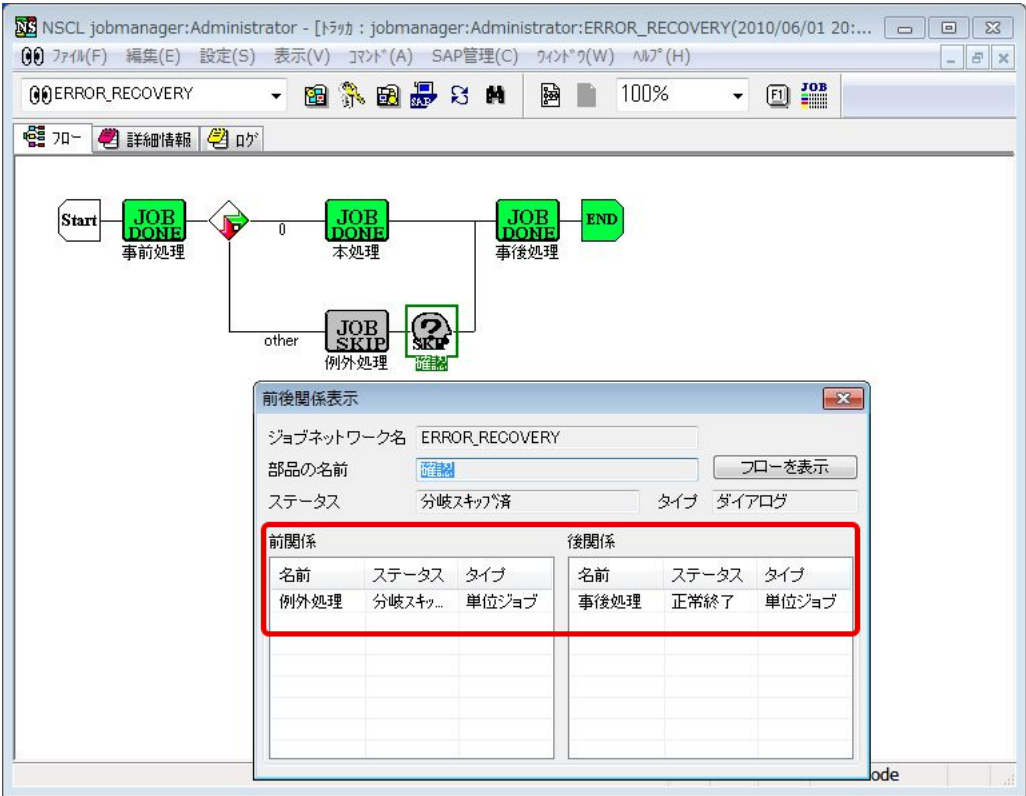 NS NSCL jobmanager:Administrator - [トラッカ : jobmanager:Administrator:ERROR_RECOVERY(2010/06/01 20:...
ファイル(F) 編集(E) 設定(S) 表示(V) コマンド(A) SAP管理(C) ウィンドウ(W) ヘルプ(H)
ERROR_RECOVERY SAP 100% F1 JOB
フロー 詳細情報 ログ
Start JOB DONE 0 JOB DONE JOB DONE END
事前処理 本処理 事後処理
other JOB SKIP ? SKIP
例外処理 確認
前後関係表示
ジョブネットワーク名 ERROR_RECOVERY
部品の名前 確認 フローを表示
ステータス 分岐スキップ済 タイプ ダイアログ
前関係 後関係
名前 ステータス タイプ 名前 ステータス タイプ
例外処理 分岐スキッ... 単位ジョブ 事後処理 正常終了 単位ジョブ
ode